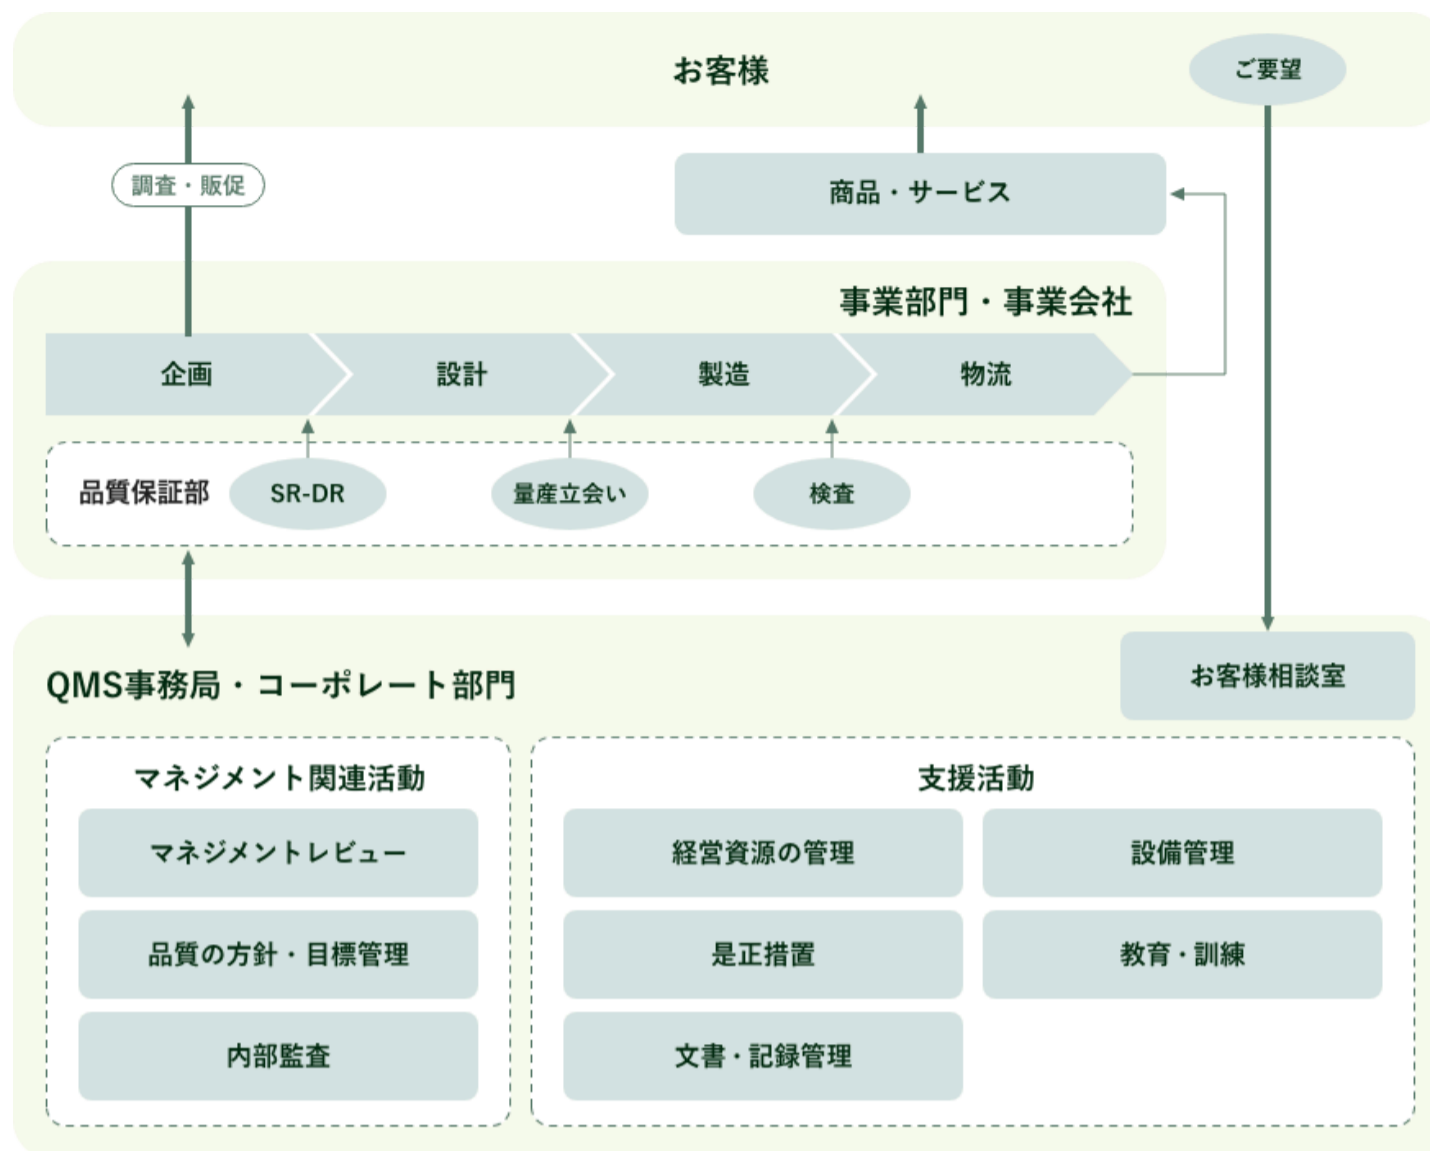 お客様
ご要望
調査・販促
商品・サービス
事業部門・事業会社
企画
設計
製造
物流
品質保証部
SR-DR
量産立会い
検査
QMS事務局・コーポレート部門
お客様相談室
マネジメント関連活動
マネジメントレビュー
品質の方針・目標管理
内部監査
支援活動
経営資源の管理
設備管理
是正措置
教育・訓練
文書・記録管理